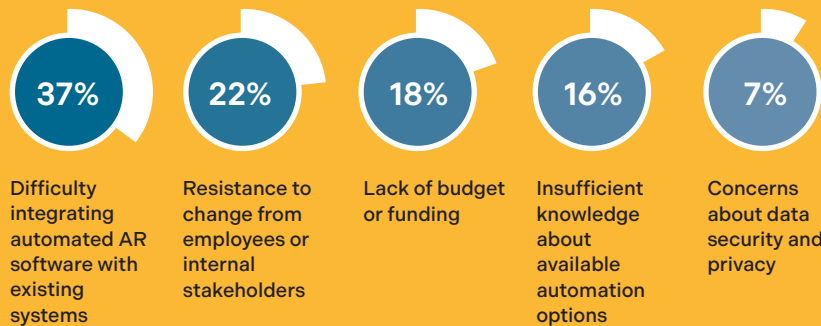 37%
Difficulty
integrating
automated AR
software with
existing
systems
22%
Resistance to
change from
employees or
internal
stakeholders
18%
Lack of budget
or funding
16%
Insufficient
knowledge
about
available
automation
options
7%
Concerns
about data
security and
privacy